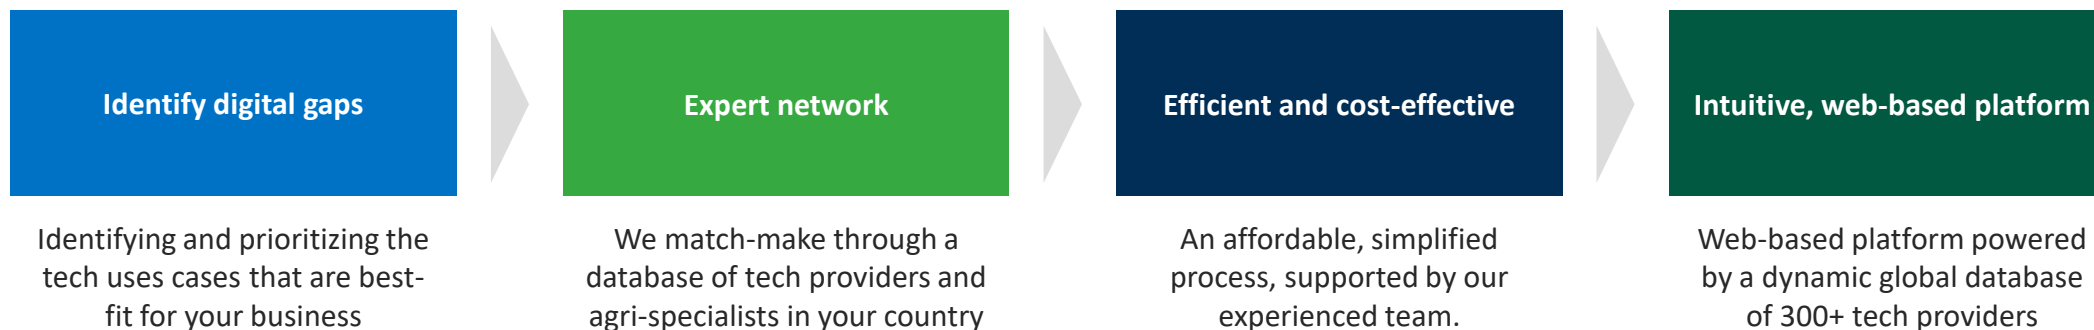 Identify digital gaps
Identifying and prioritizing the
tech uses cases that are best-
fit for your business
Expert network
We match-make through a
database of tech providers and
agri-specialists in your country
Efficient and cost-effective
An affordable, simplified
process, supported by our
experienced team.
Intuitive, web-based platform
Web-based platform powered
by a dynamic global database
of 300+ tech providers